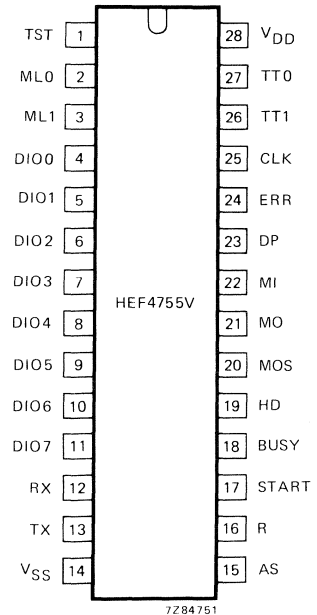 TST 1 28 VDD
ML0 2 27 TT0
ML1 3 26 TT1
DIO0 4 25 CLK
DIO1 5 24 ERR
DIO2 6 23 DP
DIO3 7 22 MI
HEF4755V
DIO4 8 21 MO
DIO5 9 20 MOS
DIO6 10 19 HD
DIO7 11 18 BUSY
RX 12 17 START
TX 13 16 R
VSS 14 15 AS
7Z84751